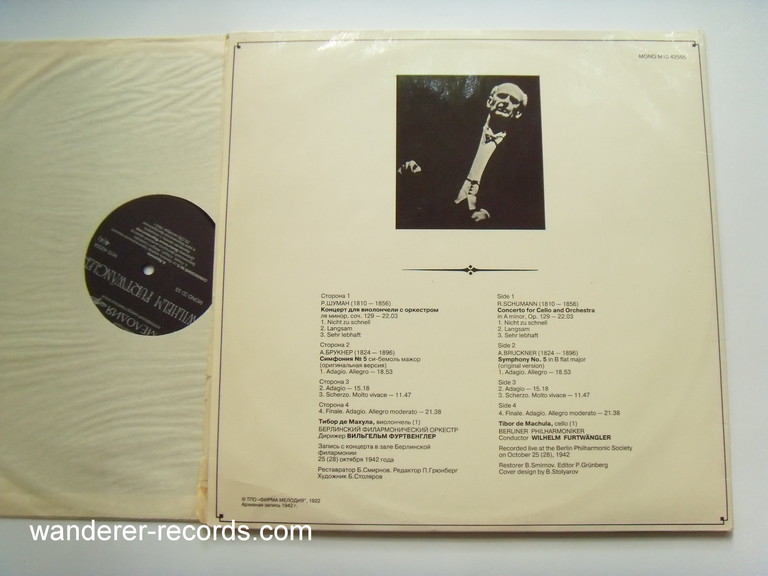 MONO
Сторона 1
Р.ШУМАН (1810 — 1856)
Концерт для виолончели с оркестром
ля минор, соч. 129 — 22.03
1. Nicht zu schnell
2. Langsam
3. Sehr lebhaft
Сторона 2
А.БРУКНЕР (1824 — 1896)
Симфония № 5 си-бемоль мажор
(оригинальная версия)
1. Adagio. Allegro — 18.53
Сторона 3
2. Adagio — 15.18
3. Scherzo. Molto vivace — 11.47
Сторона 4
4. Finale. Adagio. Allegro moderato — 21.38
Тибор де Махула, виолончель (1)
БЕРЛИНСКИЙ ФИЛАРМОНИЧЕСКИЙ ОРКЕСТР
Дирижер ВИЛЬГЕЛЬМ ФУРТВЕНГЛЕР
Запись с концерта в зале Берлинской
филармонии
25 (28) октября 1942 года
Реставратор Б.Смирнов. Редактор П.Грюнберг
Художник Б.Столяров
© ТПО «ФИРМА МЕЛОДИЯ», 1922
Архивная запись 1942 г.
Side 1
R.SCHUMANN (1810 — 1856)
Concerto for Cello and Orchestra
in A minor, Op. 129 — 22.03
1. Nicht zu schnell
2. Langsam
3. Sehr lebhaft
Side 2
A.BRUCKNER (1824 — 1896)
Symphony No. 5 in B flat major
(original version)
1. Adagio. Allegro — 18.53
Side 3
2. Adagio — 15.18
3. Scherzo. Molto vivace — 11.47
Side 4
4. Finale. Adagio. Allegro moderato — 21.38
Tibor de Machula, cello (1)
BERLINER PHILHARMONIKER
Conductor WILHELM FURTWÄNGLER
Recorded live at the Berlin Philharmonic Society
on October 25 (28), 1942
Restorer B.Smirnov. Editor P.Grünberg
Cover design by B.Stolyarov
МЕЛОДИЯ
WILHELM FURTWÄNGLER
MONO 33
wanderer-records.com